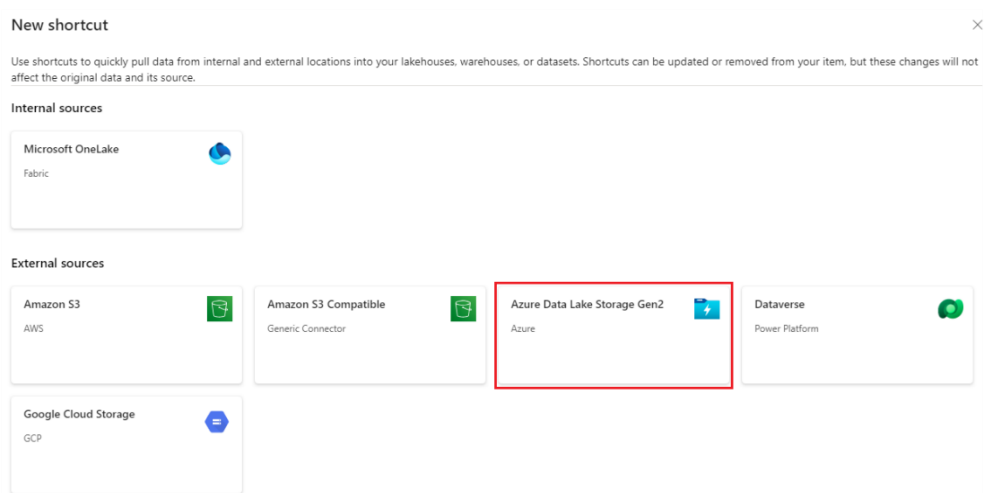 New shortcut
Use shortcuts to quickly pull data from internal and external locations into your lakehouses, warehouses, or datasets. Shortcuts can be updated or removed from your item, but these changes will not
affect the original data and its source.
Internal sources
Microsoft OneLake
Fabric
External sources
Amazon S3
AWS
Amazon S3 Compatible
Generic Connector
Azure Data Lake Storage Gen2
Azure
Dataverse
Power Platform
Google Cloud Storage
GCP